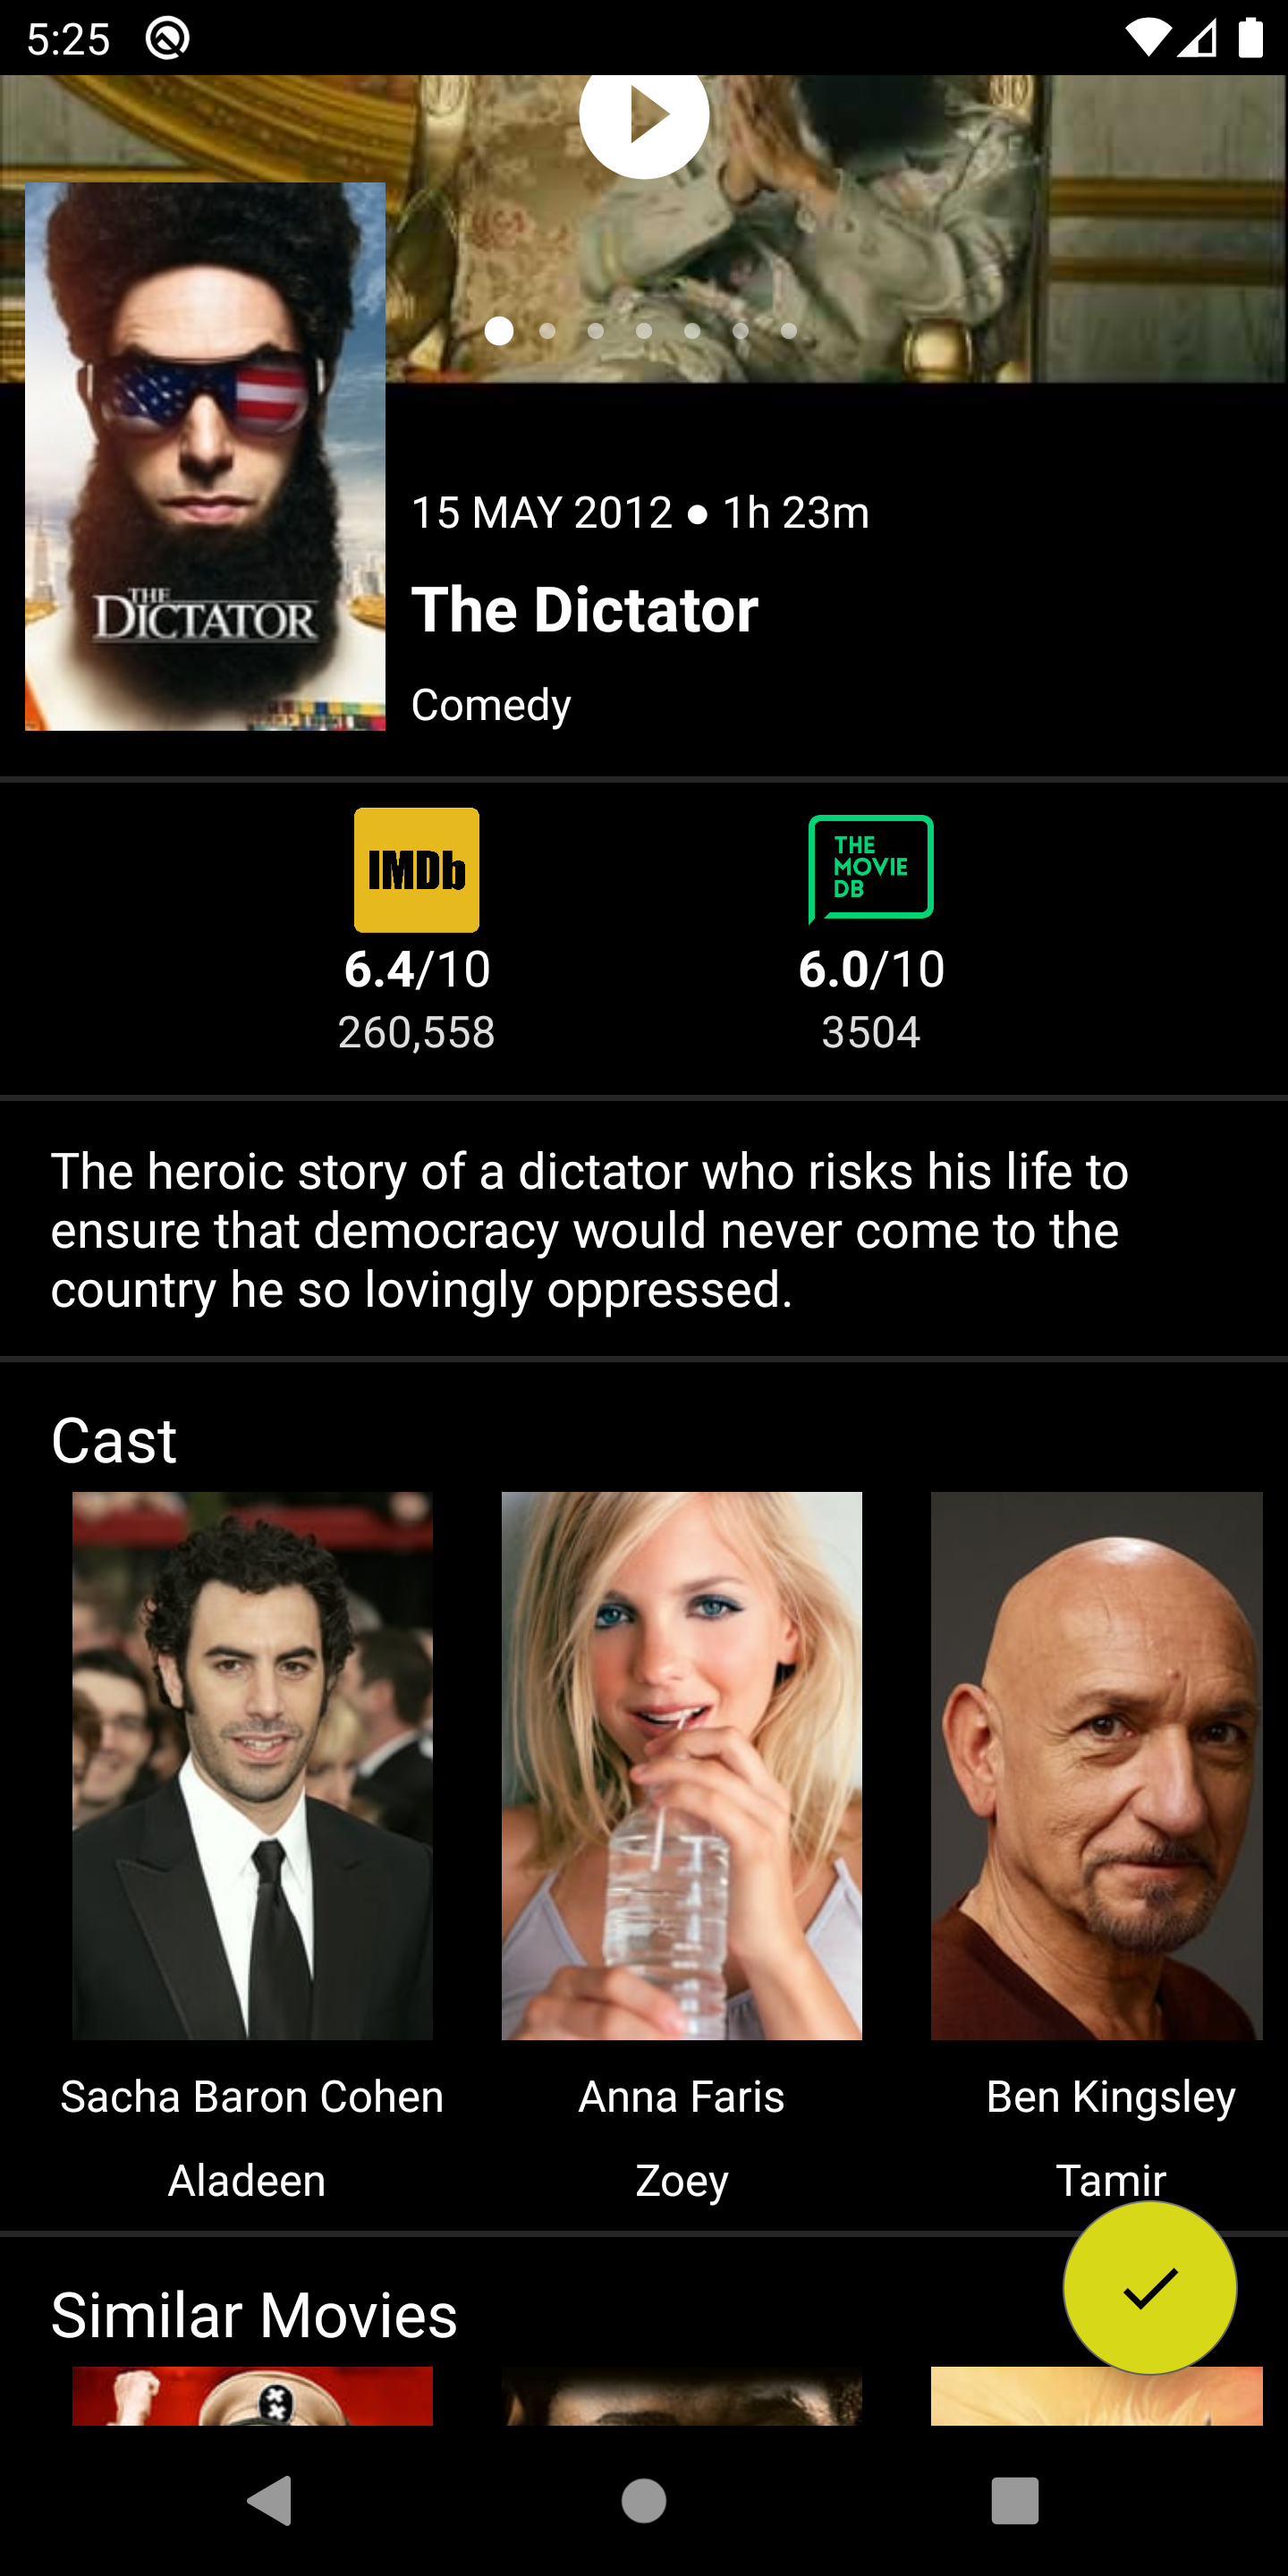 5:25
THE
DICTATOR
15 MAY 2012 ● 1h 23m
The Dictator
Comedy
IMDb
THE
MOVIE
DB
6.4/10
6.0/10
260,558
3504
The heroic story of a dictator who risks his life to
ensure that democracy would never come to the
country he so lovingly oppressed.
Cast
Sacha Baron Cohen
Anna Faris
Ben Kingsley
Aladeen
Zoey
Tamir
Similar Movies